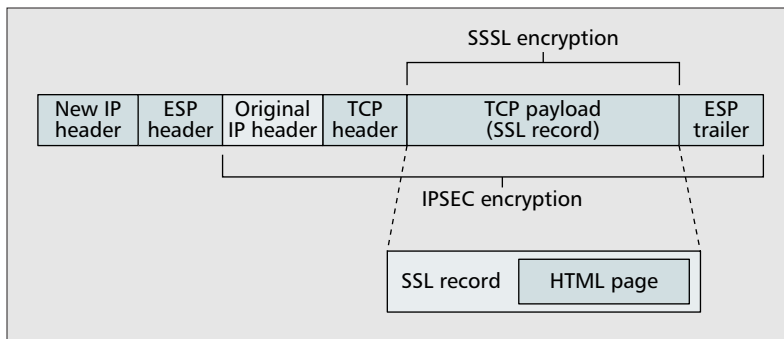 SSSL encryption
New IP
header
ESP
header
Original
IP header
TCP
header
TCP payload
(SSL record)
ESP
trailer
IPSEC encryption
SSL record
HTML page